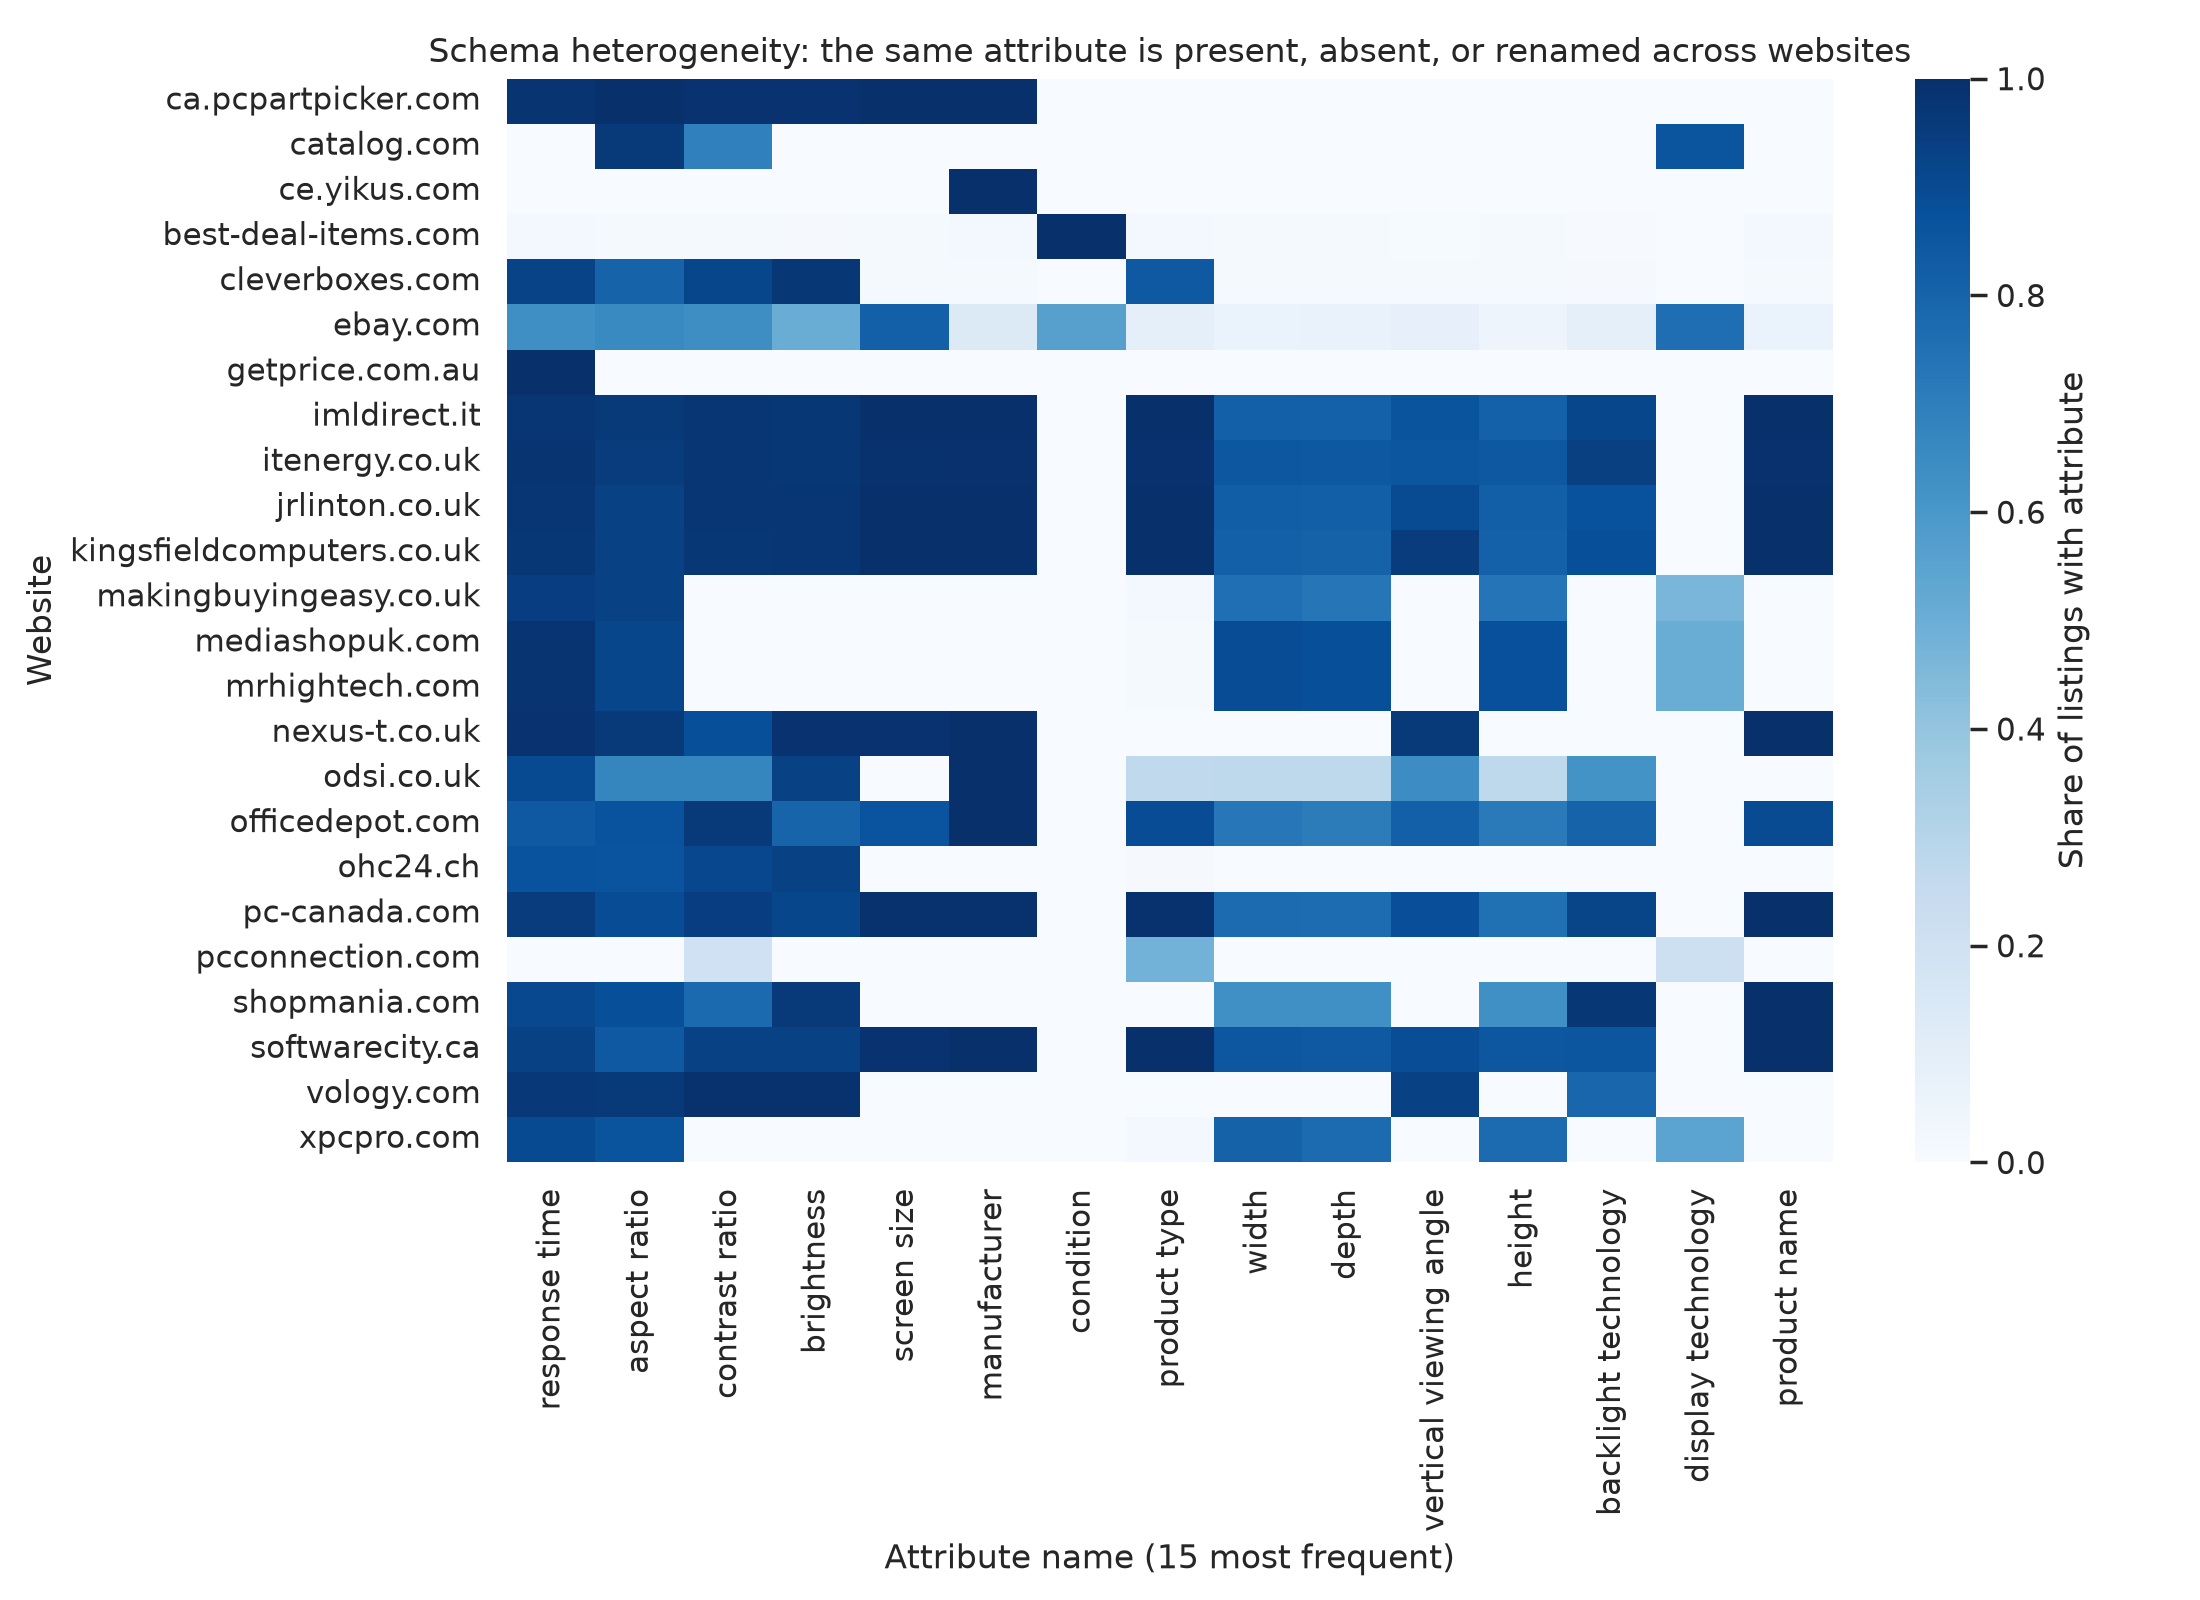 Schema heterogeneity: the same attribute is present, absent, or renamed across websites
Website
ca.pcpartpicker.com
catalog.com
ce.yikus.com
best-deal-items.com
cleverboxes.com
ebay.com
getprice.com.au
imldirect.it
itenergy.co.uk
jrlinton.co.uk
kingsfieldcomputers.co.uk
makingbuyingeasy.co.uk
mediashopuk.com
mrhightech.com
nexus-t.co.uk
odsi.co.uk
officedepot.com
ohc24.ch
pc-canada.com
pcconnection.com
shopmania.com
softwarecity.ca
vology.com
xpcpro.com
response time
aspect ratio
contrast ratio
brightness
screen size
manufacturer
condition
product type
width
depth
vertical viewing angle
height
backlight technology
display technology
product name
Attribute name (15 most frequent)
1.0
0.8
0.6
0.4
0.2
0.0
Share of listings with attribute